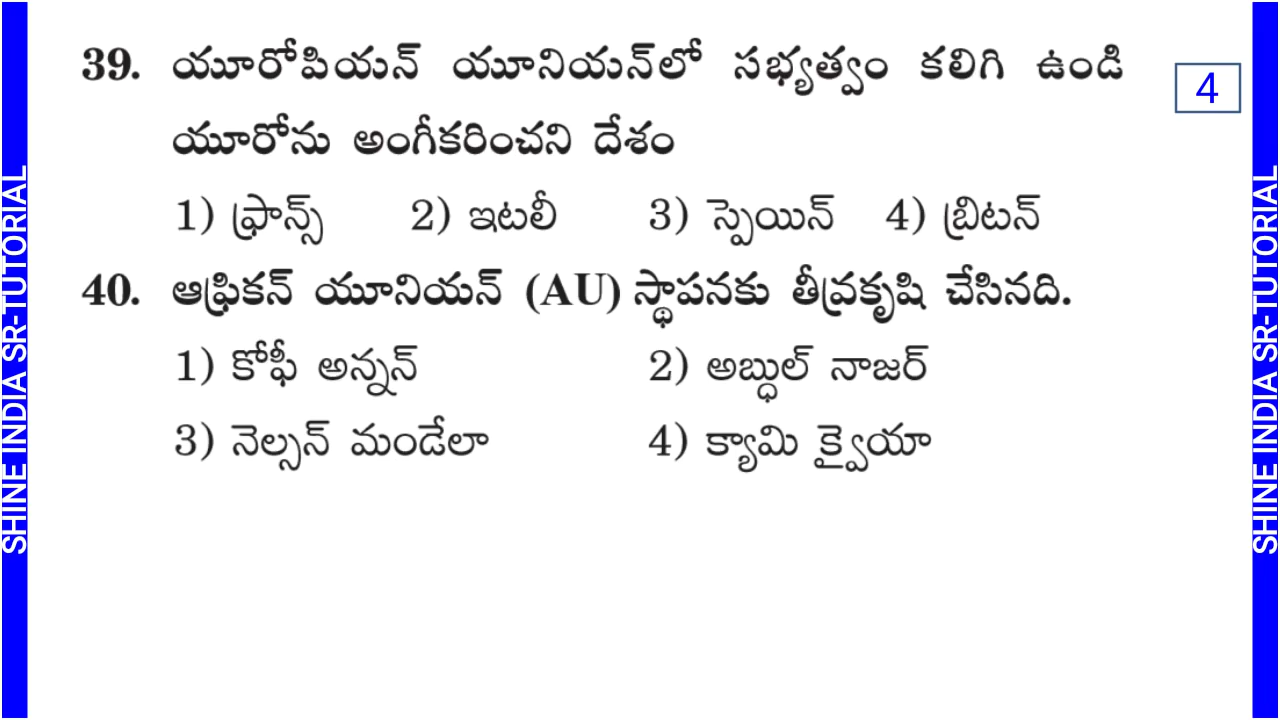 39. యూరోపియన్ యూనియన్‌లో సభ్యత్వం కలిగి ఉండి
4
యూరోను అంగీకరించని దేశం
1) ఫ్రాన్స్ 2) ఇటలీ 3) స్పెయిన్ 4) బ్రిటన్
40. ఆఫ్రికన్ యూనియన్ (AU) స్థాపనకు తీవ్రకృషి చేసినది.
1) కోఫీ అన్నన్ 2) అబ్ధుల్ నాజర్
3) నెల్సన్ మండేలా 4) క్యామి క్వైయా
SHINE INDIA SR-TUTORIAL
SHINE INDIA SR-TUTORIAL